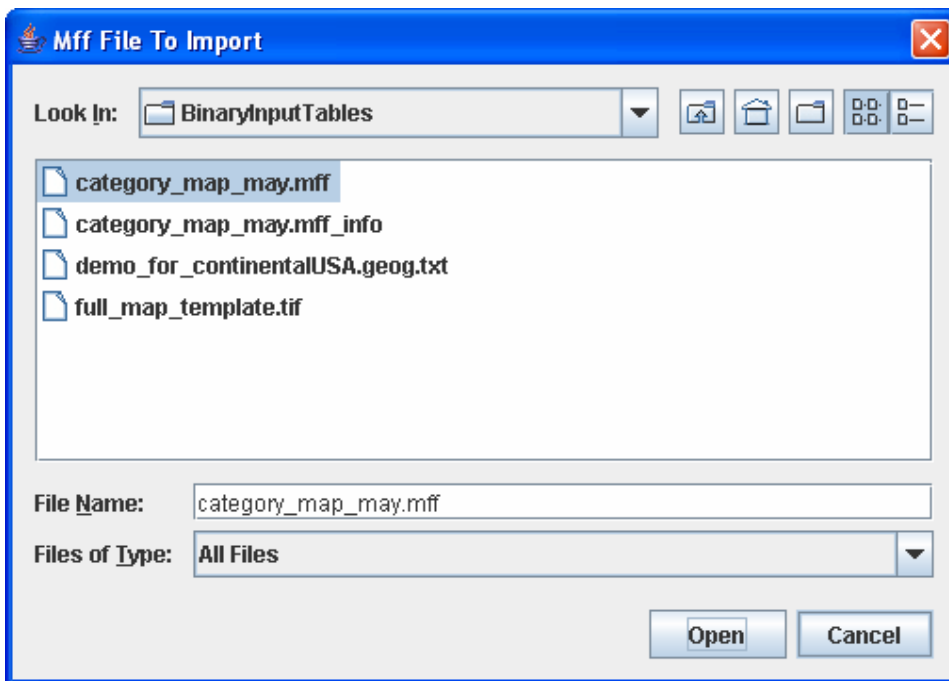 Mff File To Import
Look In: BinaryInputTables
category_map_may.mff
category_map_may.mff_info
demo_for_continentalUSA.geog.txt
full_map_template.tif
File Name: category_map_may.mff
Files of Type: All Files
Open Cancel